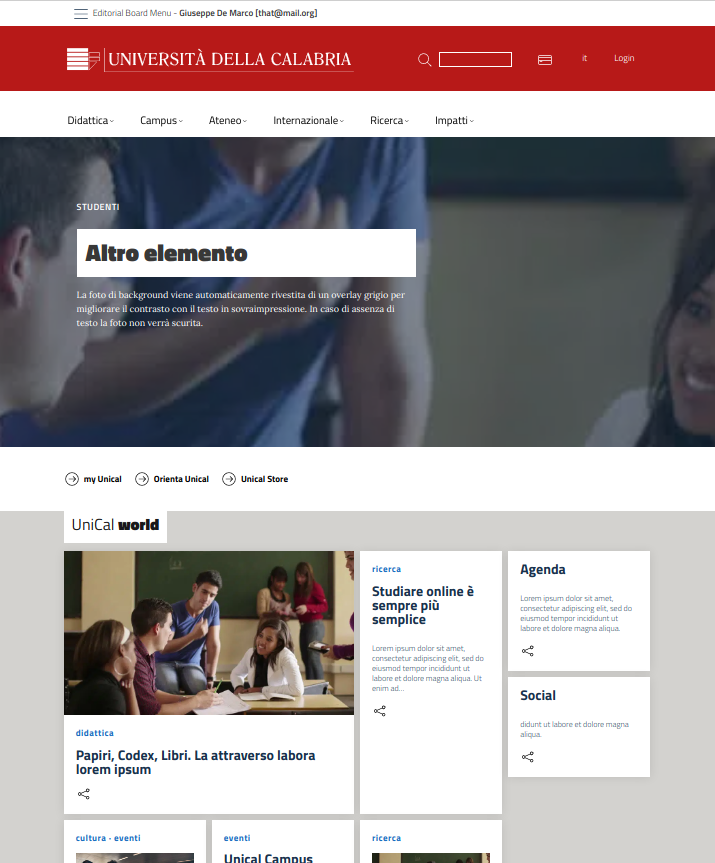 Editorial Board Menu - Giuseppe De Marco [that@mail.org]
UNIVERSITÀ DELLA CALABRIA
it
Login
Didattica
Campus
Ateneo
Internazionale
Ricerca
Impatti
STUDENTI
Altro elemento
La foto di background viene automaticamente rivestita di un overlay grigio per
migliorare il contrasto con il testo in sovraimpressione. In caso di assenza di
testo la foto non verrà scurita.
my Unical
Orienta Unical
Unical Store
UniCal world
didattica
Papiri, Codex, Libri. La attraverso labora
lorem ipsum
ricerca
Studiare online è
sempre più
semplice
Lorem ipsum dolor sit amet,
consectetur adipiscing elit, sed do
eiusmod tempor incididunt ut
labore et dolore magna aliqua. Ut
enim ad...
Agenda
Lorem ipsum dolor sit amet,
consectetur adipiscing elit, sed do
eiusmod tempor incididunt ut
labore et dolore magna aliqua.
Social
didunt ut labore et dolore magna
aliqua.
cultura - eventi
eventi
Unical Campus
ricerca